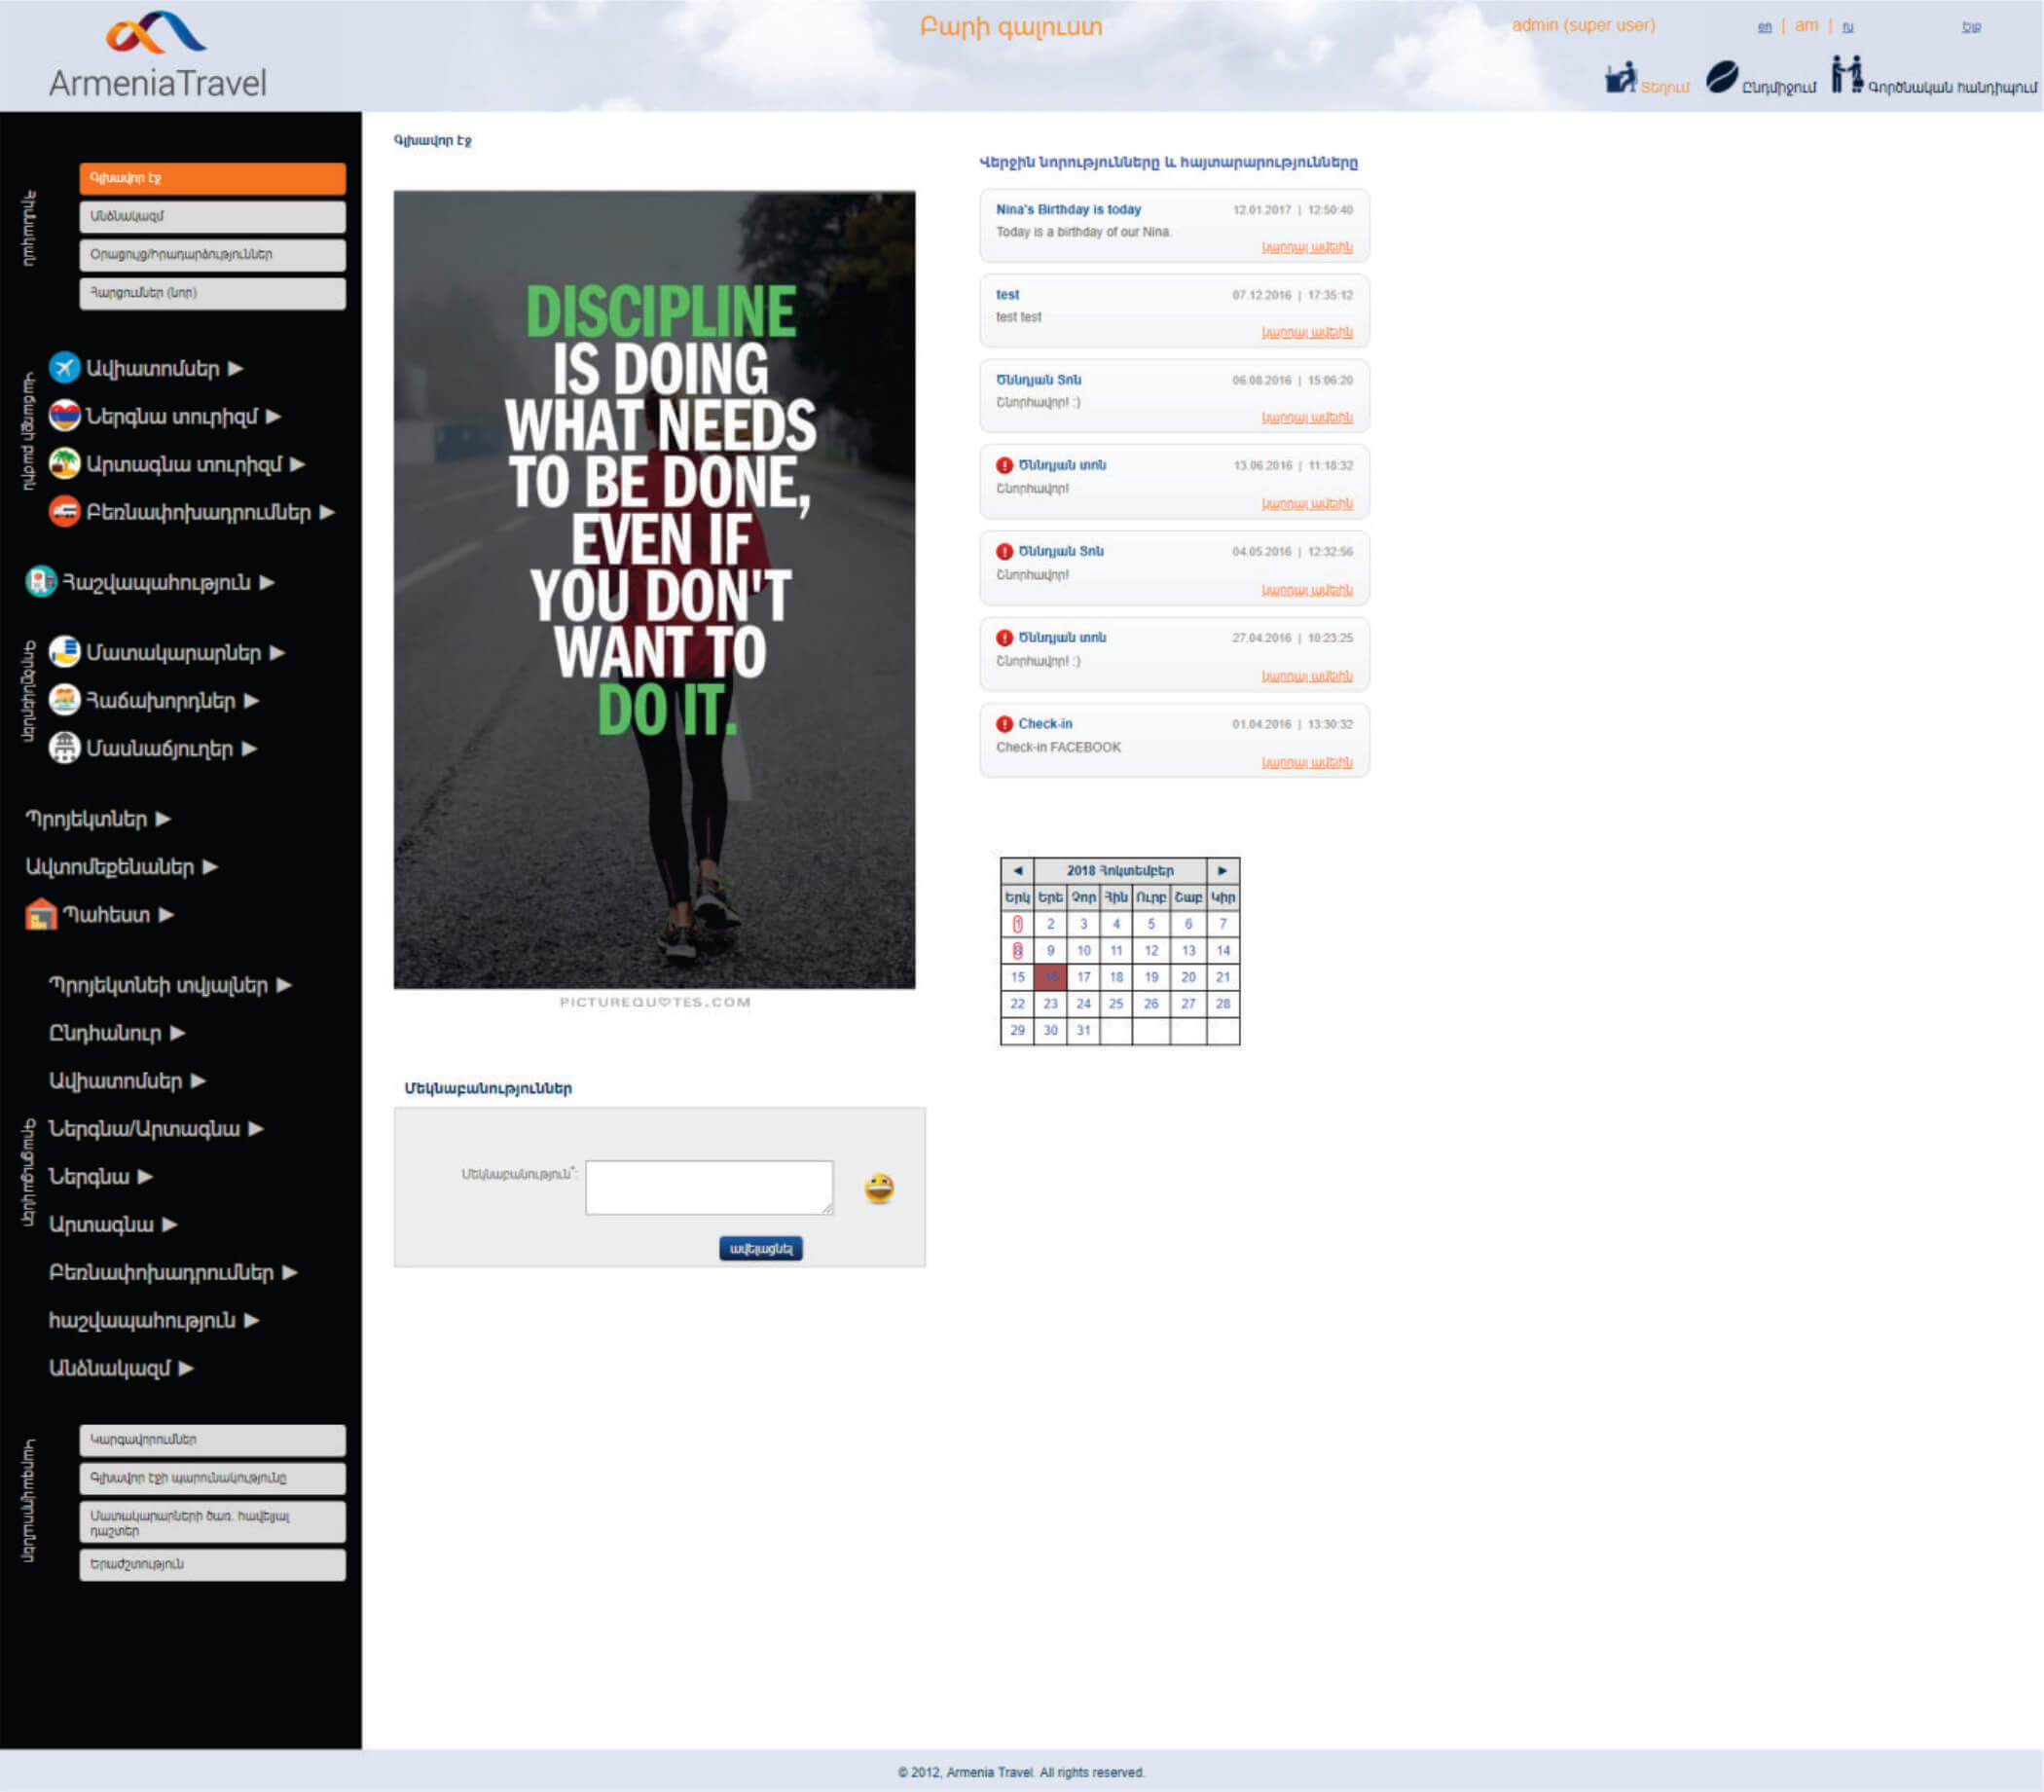 ArmeniaTravel
Բարի գալուստ
admin (super user)
en | am | ru
Ելք
Տեղում
Ընդմիջում
Գործնական հանդիպում
Գլխավոր էջ
Անձնակազմ
Օրացույց/Իրադարձություններ
Հարցումներ (նոր)
Ավիատոմսեր ▶
Ներգնա տուրիզմ ▶
Արտագնա տուրիզմ ▶
Բեռնափոխադրումներ ▶
Հաշվապահություն ▶
Մատակարարներ ▶
Հաճախորդներ ▶
Մասնաճյուղեր ▶
Պրոյեկտներ ▶
Ավտոմեքենաներ ▶
Պահեստ ▶
Պրոյեկտների տվյալներ ▶
Ընդհանուր ▶
Ավիատոմսեր ▶
Ներգնա/Արտագնա ▶
Ներգնա ▶
Արտագնա ▶
Բեռնափոխադրումներ ▶
հաշվապահություն ▶
Անձնակազմ ▶
Կարգավորումներ
Գլխավոր էջի պարունակությունը
Մատակարարների ծառ. հավելյալ
դաշտեր
Երաժշտություն
Գլխավոր էջ
DISCIPLINE
IS DOING
WHAT NEEDS
TO BE DONE,
EVEN IF
YOU DON'T
WANT TO
DO IT.
PICTUREQUOTES.COM
Մեկնաբանություններ
Մեկնաբանություն*:
ավելացնել
Վերջին նորությունները և հայտարարությունները
Nina's Birthday is today 12.01.2017 | 12:50:40
Today is a birthday of our Nina.
կարդալ ավելին
test 07.12.2016 | 17:35:12
test test
կարդալ ավելին
Ծննդյան Տոն 06.08.2016 | 15:06:20
Շնորհավոր! :)
կարդալ ավելին
Ծննդյան տոն 13.06.2016 | 11:18:32
Շնորհավոր!
կարդալ ավելին
Ծննդյան Տոն 04.05.2016 | 12:32:56
Շնորհավոր!
կարդալ ավելին
Ծննդյան տոն 27.04.2016 | 10:23:25
Շնորհավոր! :)
կարդալ ավելին
Check-in 01.04.2016 | 13:30:32
Check-in FACEBOOK
կարդալ ավելին
◄ 2018 Հոկտեմբեր ►
Երկ Երե Չոր Հին Ուրբ Շաբ Կիր
1 2 3 4 5 6 7
8 9 10 11 12 13 14
15 16 17 18 19 20 21
22 23 24 25 26 27 28
29 30 31
© 2012, Armenia Travel. All rights reserved.